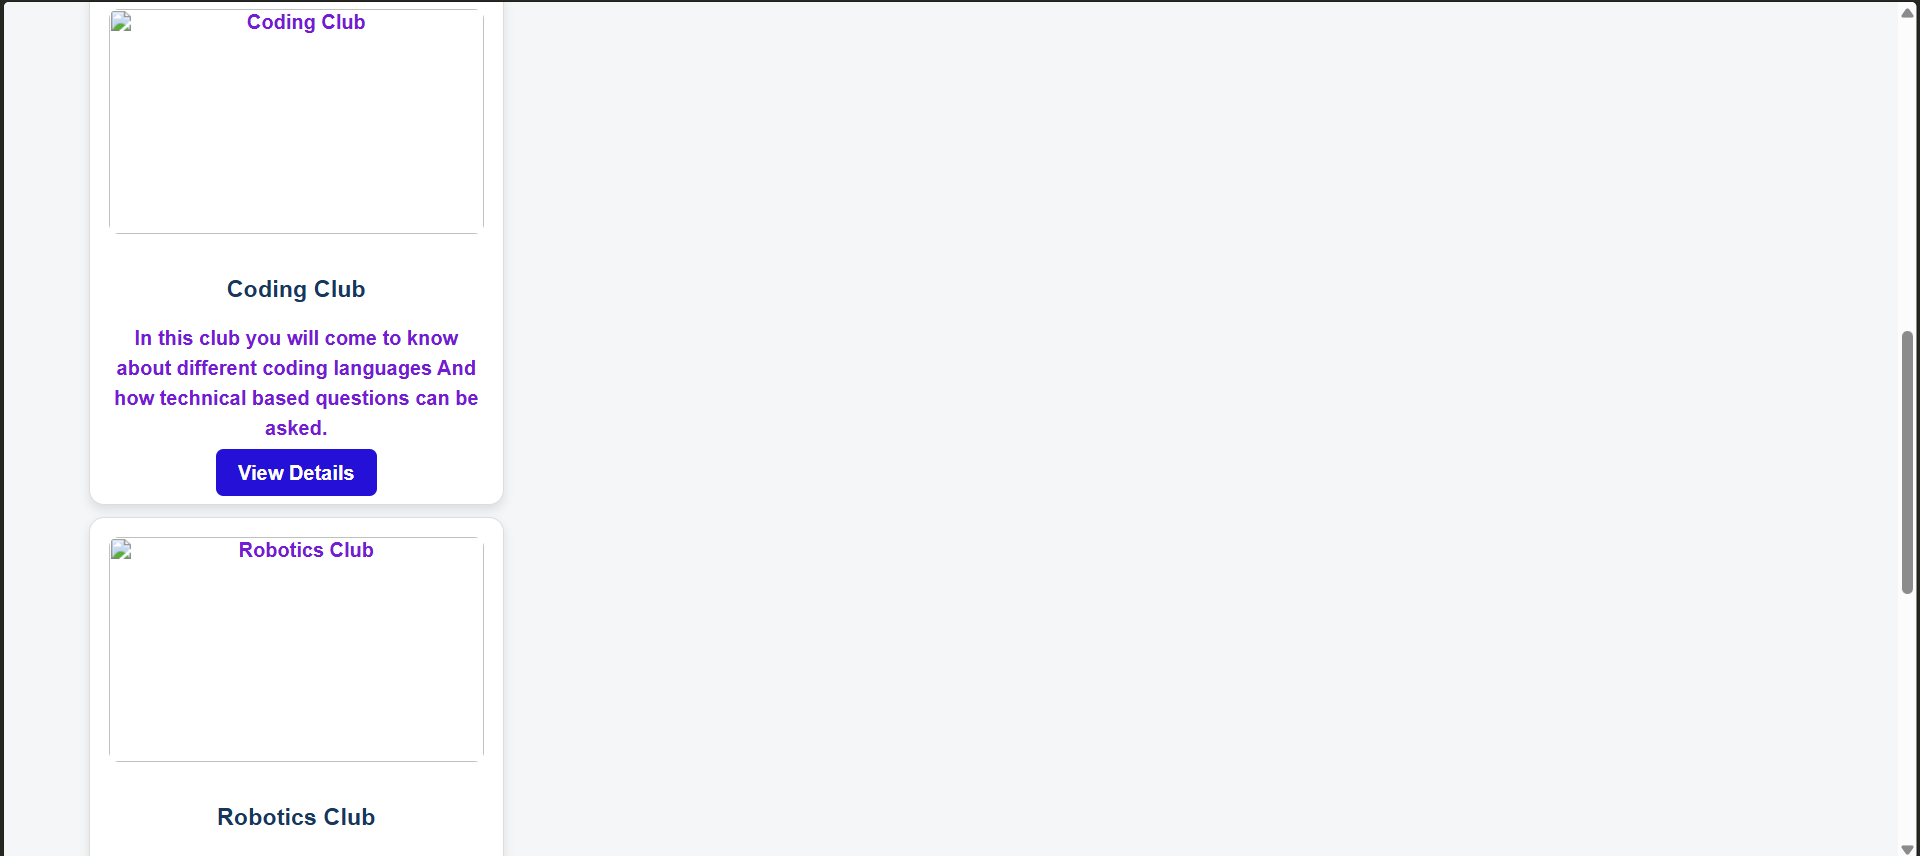 Coding Club
Coding Club
In this club you will come to know
about different coding languages And
how technical based questions can be
asked.
View Details
Robotics Club
Robotics Club